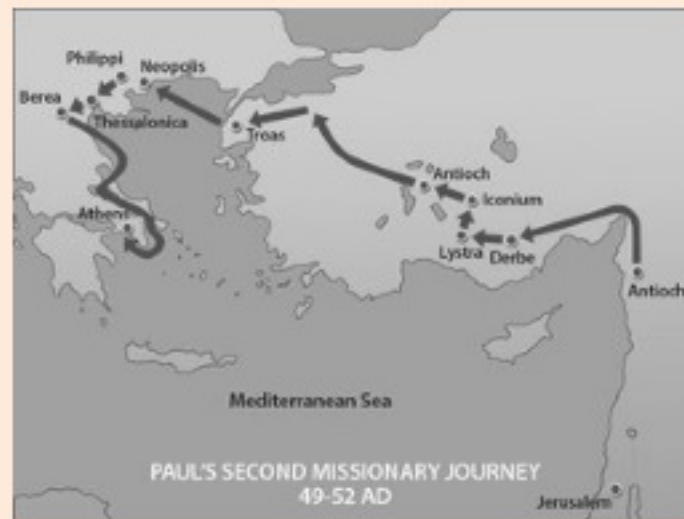 Philippi
Neopolis
Berea
Thessalonica
Troas
Antioch
Iconium
Athens
Lystra
Derbe
Antioch
Mediterranean Sea
PAUL'S SECOND MISSIONARY JOURNEY
49-52 AD
Jerusalem